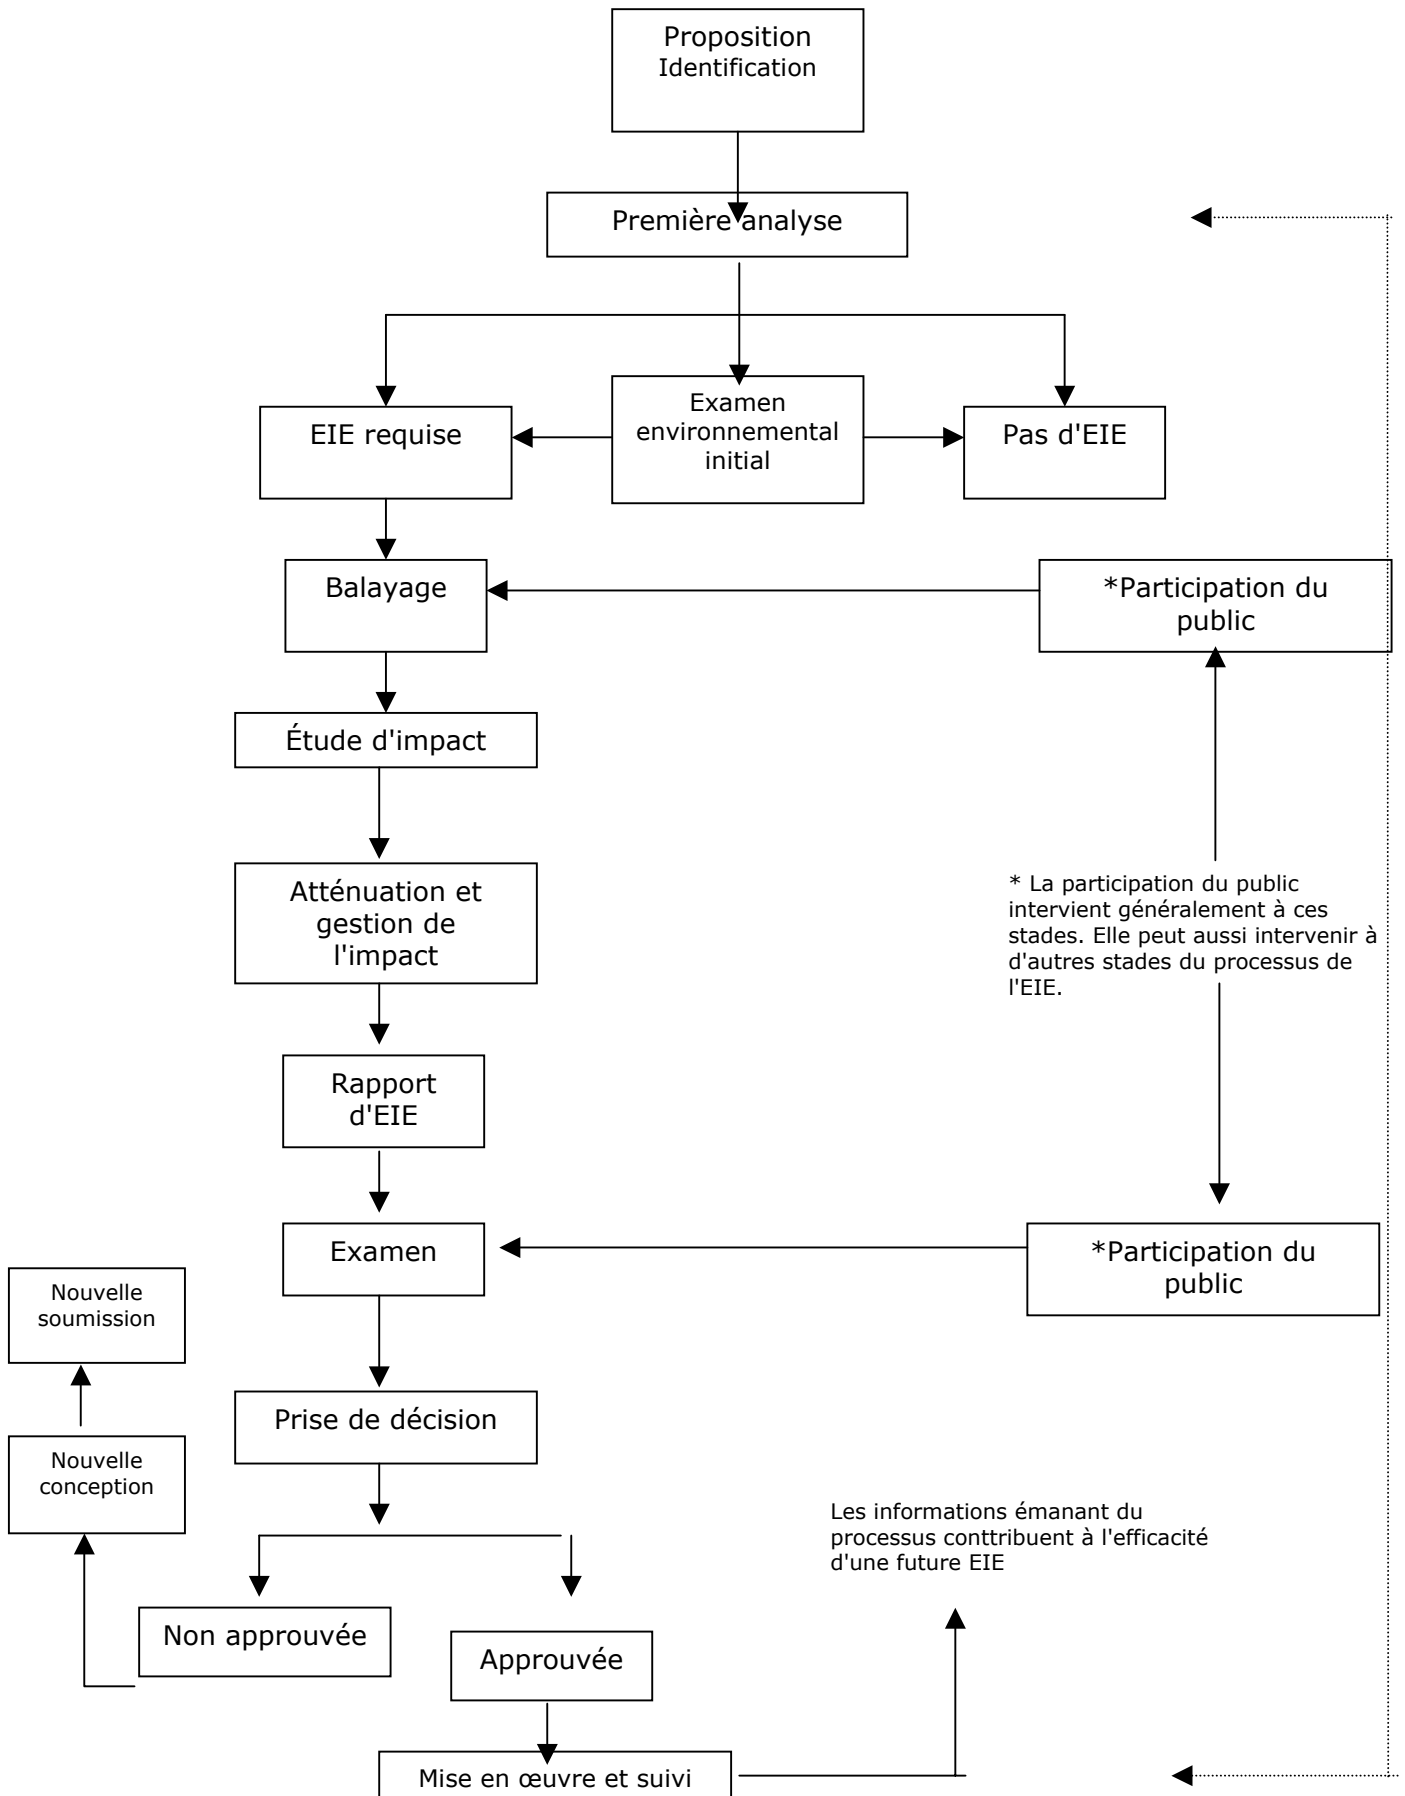 Proposition
Identification
Première analyse
EIE requise
Examen
environnemental
initial
Pas d'EIE
Balayage
*Participation du
public
Étude d'impact
Atténuation et
gestion de
l'impact
* La participation du public
intervient généralement à ces
stades. Elle peut aussi intervenir à
d'autres stades du processus de
l'EIE.
Rapport
d'EIE
Examen
*Participation du
public
Nouvelle
soumission
Prise de décision
Nouvelle
conception
Les informations émanant du
processus conttribuent à l'efficacité
d'une future EIE
Non approuvée
Approuvée
Mise en œuvre et suivi